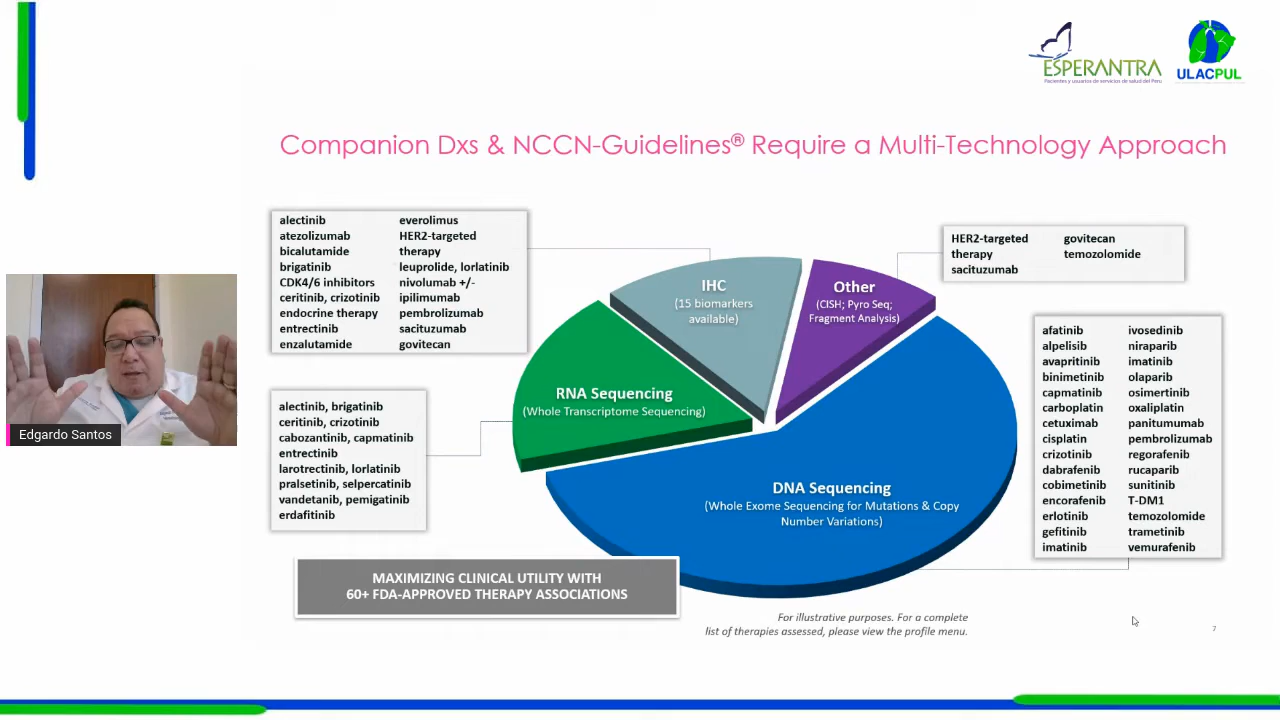 ESPERANTRA
Pacientes y usuarios de servicios de salud del Perú
ULACPUL
Companion Dxs & NCCN-Guidelines® Require a Multi-Technology Approach
alectinib
atezolizumab
bicalutamide
brigatinib
CDK4/6 inhibitors
ceritinib, crizotinib
endocrine therapy
entrectinib
enzalutamide
everolimus
HER2-targeted
therapy
leuprolide, lorlatinib
nivolumab +/-
ipilimumab
pembrolizumab
sacituzumab
govitecan
HER2-targeted
therapy
sacituzumab
govitecan
temozolomide
IHC
(15 biomarkers
available)
Other
(CISH; Pyro Seq;
Fragment Analysis)
RNA Sequencing
(Whole Transcriptome Sequencing)
DNA Sequencing
(Whole Exome Sequencing for Mutations & Copy
Number Variations)
alectinib, brigatinib
ceritinib, crizotinib
cabozantinib, capmatinib
entrectinib
larotrectinib, lorlatinib
pralsetinib, selpercatinib
vandetanib, pemigatinib
erdafitinib
afatinib
alpelisib
avapritinib
binimetinib
capmatinib
carboplatin
cetuximab
cisplatin
crizotinib
dabrafenib
cobimetinib
encorafenib
erlotinib
gefitinib
imatinib
ivosedinib
niraparib
imatinib
olaparib
osimertinib
oxaliplatin
panitumumab
pembrolizumab
regorafenib
rucaparib
sunitinib
T-DM1
temozolomide
trametinib
vemurafenib
Edgardo Santos
MAXIMIZING CLINICAL UTILITY WITH
60+ FDA-APPROVED THERAPY ASSOCIATIONS
For illustrative purposes. For a complete
list of therapies assessed, please view the profile menu.
7